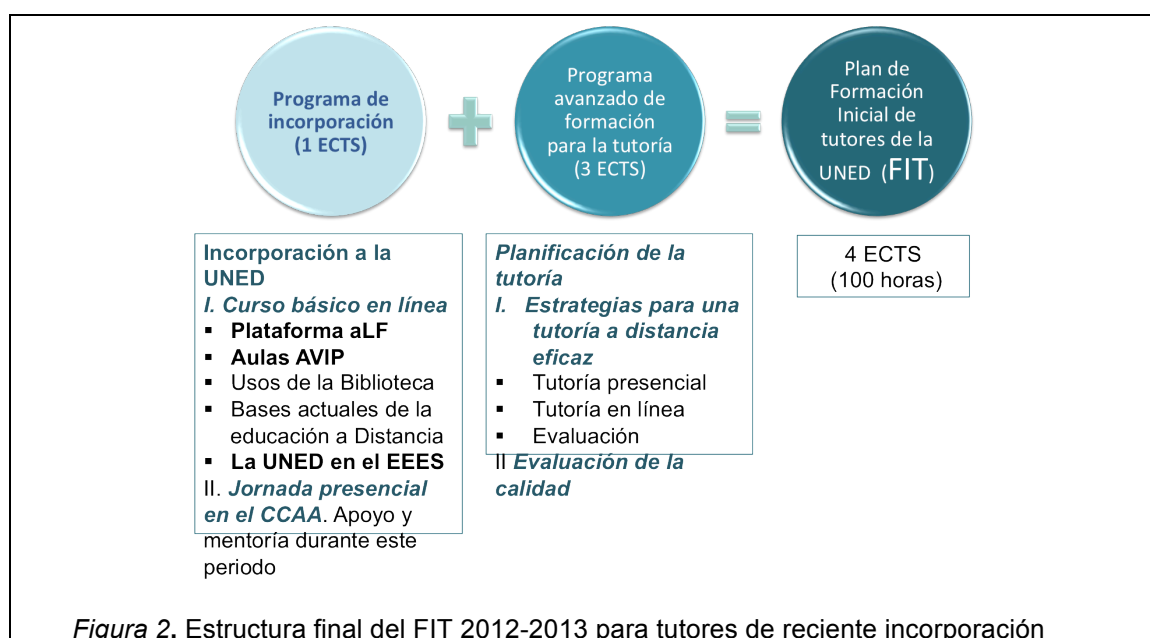 Programa de
incorporación
(1 ECTS)
Programa
avanzado de
formación
para la tutoría
(3 ECTS)
Plan de
Formación
Inicial de
tutores de la
UNED (FIT)
Incorporación a la
UNED
I. Curso básico en línea
▪ Plataforma aLF
▪ Aulas AVIP
▪ Usos de la Biblioteca
▪ Bases actuales de la
educación a Distancia
▪ La UNED en el EEES
II. Jornada presencial
en el CCAA. Apoyo y
mentoría durante este
periodo
Planificación de la
tutoría
I. Estrategias para una
tutoría a distancia
eficaz
▪ Tutoría presencial
▪ Tutoría en línea
▪ Evaluación
II Evaluación de la
calidad
4 ECTS
(100 horas)
Figura 2. Estructura final del FIT 2012-2013 para tutores de reciente incorporación